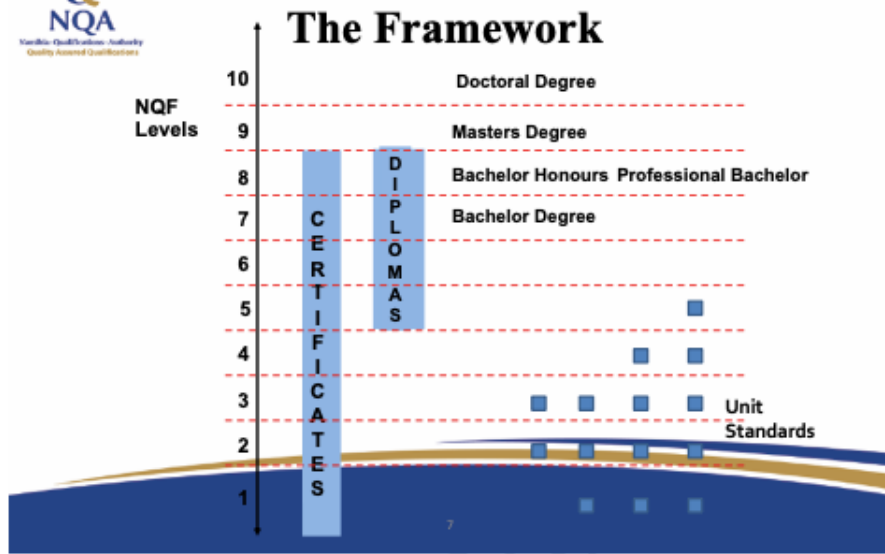 NQA
Namibia Qualifications Authority
Quality Assured Qualifications
The Framework
NQF
Levels
10
Doctoral Degree
9
Masters Degree
8
Bachelor Honours Professional Bachelor
7
Bachelor Degree
6
5
4
3
2
1
CERTIFICATES
DIPLOMAS
Unit
Standards
7